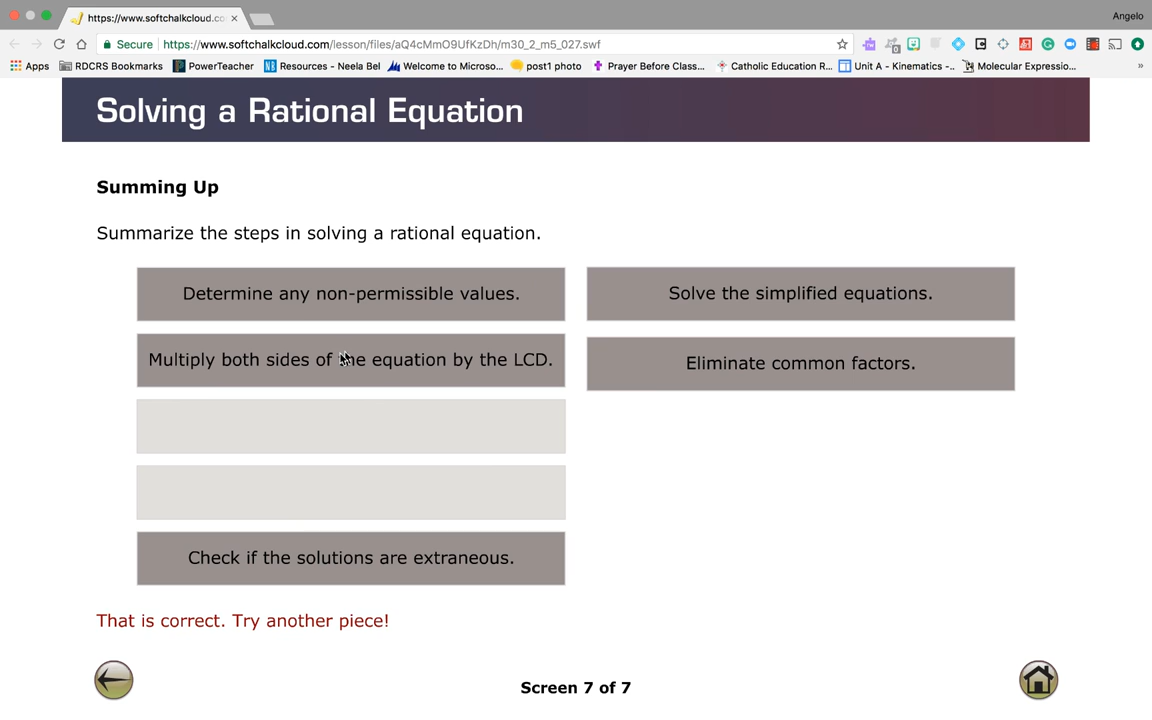 https://www.softchalkcloud.co
Angelo
Secure https://www.softchalkcloud.com/lesson/files/aQ4cMmO9UfKzDh/m30_2_m5_027.swf
Apps RDCRS Bookmarks PowerTeacher Resources - Neela Bel Welcome to Microso... post1 photo Prayer Before Class... Catholic Education R... Unit A - Kinematics -... Molecular Expressio... »
Solving a Rational Equation
Summing Up
Summarize the steps in solving a rational equation.
Determine any non-permissible values.
Solve the simplified equations.
Multiply both sides of the equation by the LCD.
Eliminate common factors.
Check if the solutions are extraneous.
That is correct. Try another piece!
Screen 7 of 7